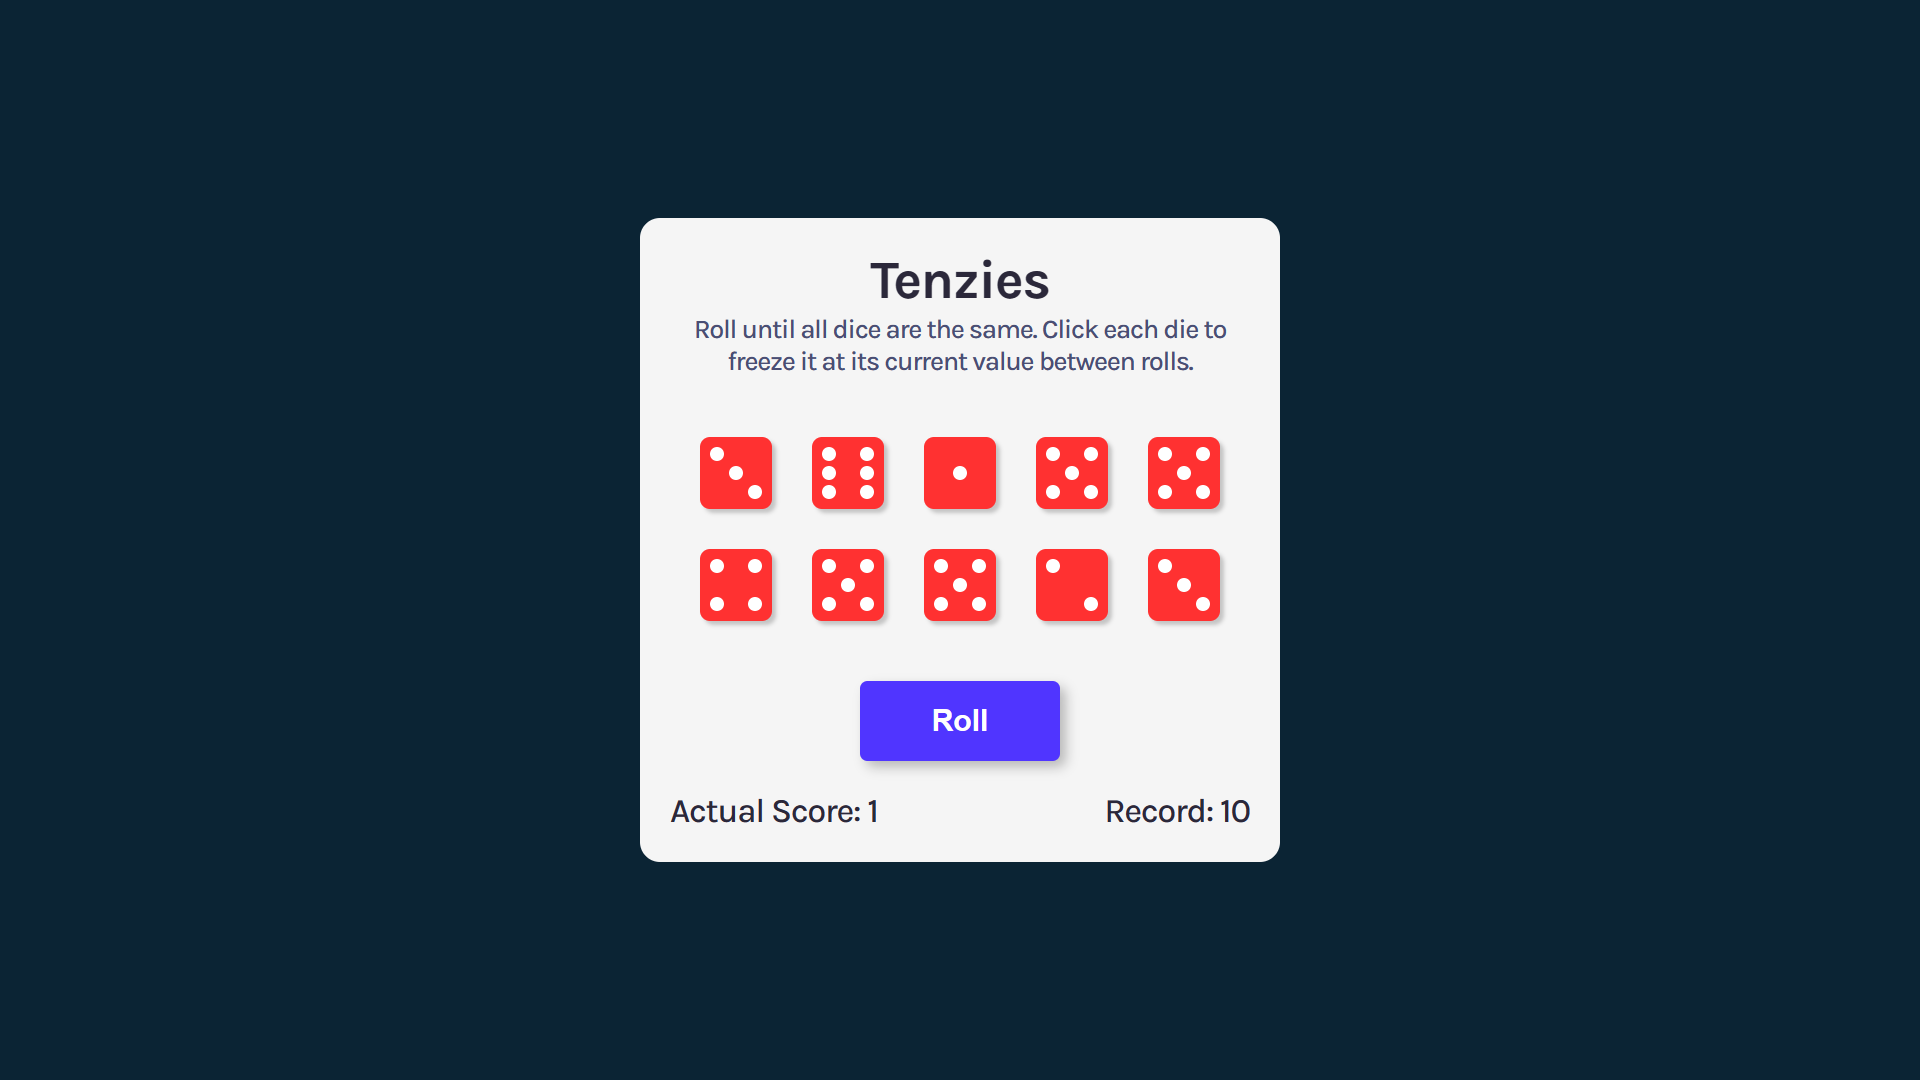 Tenzies
Roll until all dice are the same. Click each die to
freeze it at its current value between rolls.
Roll
Actual Score: 1
Record: 10